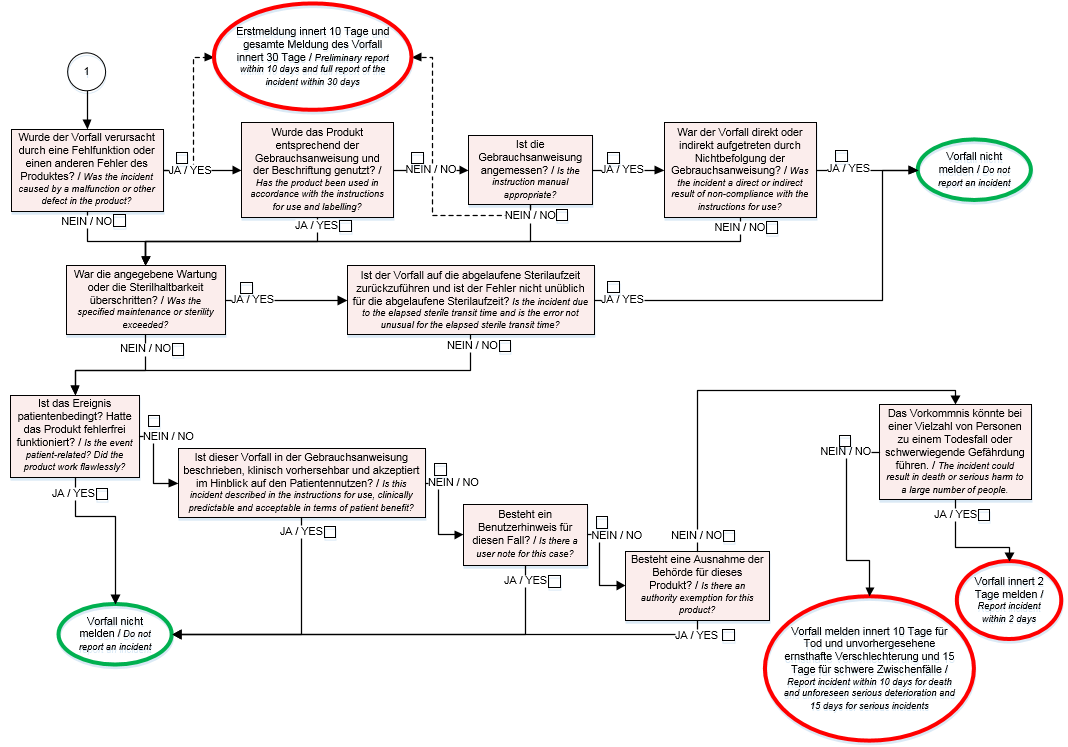 Erstmeldung innert 10 Tage und
gesamte Meldung des Vorfall
innert 30 Tage / Preliminary report
within 10 days and full report of the
incident within 30 days
1
Wurde der Vorfall verursacht
durch eine Fehlfunktion oder
einen anderen Fehler des
Produktes? / Was the incident
caused by a malfunction or other
defect in the product?
JA / YES
NEIN / NO
Wurde das Produkt
entsprechend der
Gebrauchsanweisung und
der Beschriftung genutzt? /
Has the product been used in
accordance with the instructions
for use and labelling?
NEIN / NO
JA / YES
Ist die
Gebrauchsanweisung
angemessen? / Is the
instruction manual
appropriate?
JA / YES
NEIN / NO
War der Vorfall direkt oder
indirekt aufgetreten durch
Nichtbefolgung der
Gebrauchsanweisung? / Was
the incident a direct or indirect
result of non-compliance with the
instructions for use?
JA / YES
NEIN / NO
Vorfall nicht
melden / Do not
report an incident
War die angegebene Wartung
oder die Sterilhaltbarkeit
überschritten? / Was the
specified maintenance or sterility
exceeded?
JA / YES
NEIN / NO
Ist der Vorfall auf die abgelaufene Sterilaufzeit
zurückzuführen und ist der Fehler nicht unüblich
für die abgelaufene Sterilaufzeit? / Is the incident due
to the elapsed sterile transit time and is the error not
unusual for the elapsed sterile transit time?
JA / YES
NEIN / NO
Ist das Ereignis
patientenbedingt? Hatte
das Produkt fehlerfrei
funktioniert? / Is the event
patient-related? Did the
product work flawlessly?
NEIN / NO
JA / YES
Ist dieser Vorfall in der Gebrauchsanweisung
beschrieben, klinisch vorhersehbar und akzeptiert
im Hinblick auf den Patientennutzen? / Is this
incident described in the instructions for use, clinically
predictable and acceptable in terms of patient benefit?
NEIN / NO
JA / YES
Besteht ein
Benutzerhinweis für
diesen Fall? / Is there a
user note for this case?
NEIN / NO
JA / YES
Besteht eine Ausnahme der
Behörde für dieses
Produkt? / Is there an
authority exemption for this
product?
NEIN / NO
JA / YES
Das Vorkommnis könnte bei
einer Vielzahl von Personen
zu einem Todesfall oder
schwerwiegende Gefährdung
führen. / The incident could
result in death or serious harm to
a large number of people.
NEIN / NO
JA / YES
Vorfall innert 2
Tage melden /
Report incident
within 2 days
Vorfall nicht
melden / Do not
report an incident
Vorfall melden innert 10 Tage für
Tod und unvorhergesehene
ernsthafte Verschlechterung und 15
Tage für schwere Zwischenfälle /
Report incident within 10 days for death
and unforeseen serious deterioration and
15 days for serious incidents